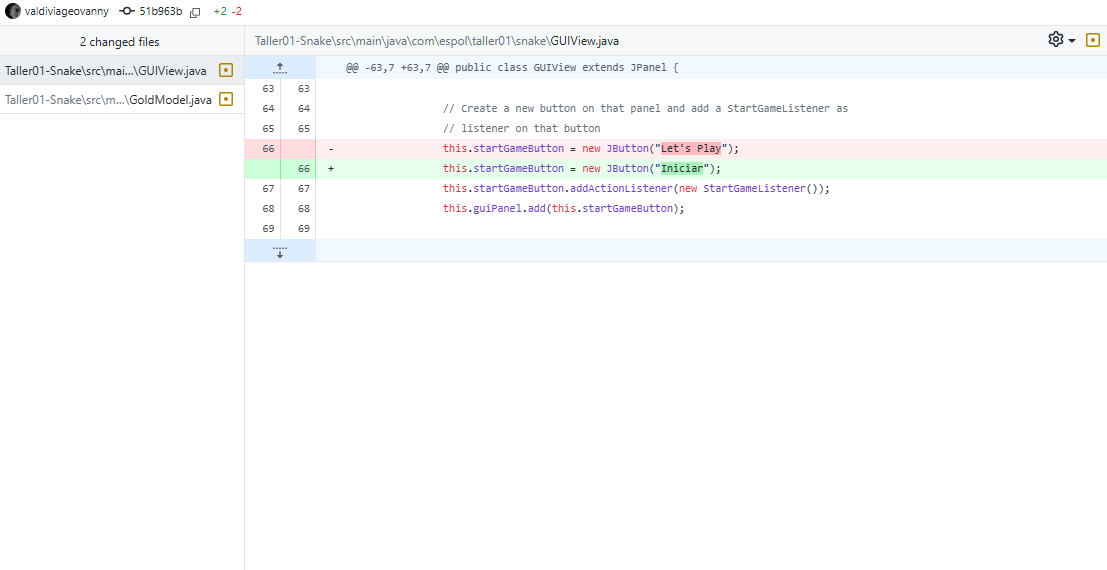 valdiviageovanny 51b963b +2 -2
2 changed files
Taller01-Snake\src\mai...\GUIView.java
Taller01-Snake\src\m...\GoldModel.java
Taller01-Snake\src\main\java\com\espol\taller01\snake\GUIView.java
@@ -63,7 +63,7 @@ public class GUIView extends JPanel {
63 63
64 64 // Create a new button on that panel and add a StartGameListener as
65 65 // listener on that button
66 - this.startGameButton = new JButton("Let's Play");
66 + this.startGameButton = new JButton("Iniciar");
67 67 this.startGameButton.addActionListener(new StartGameListener());
68 68 this.guiPanel.add(this.startGameButton);
69 69